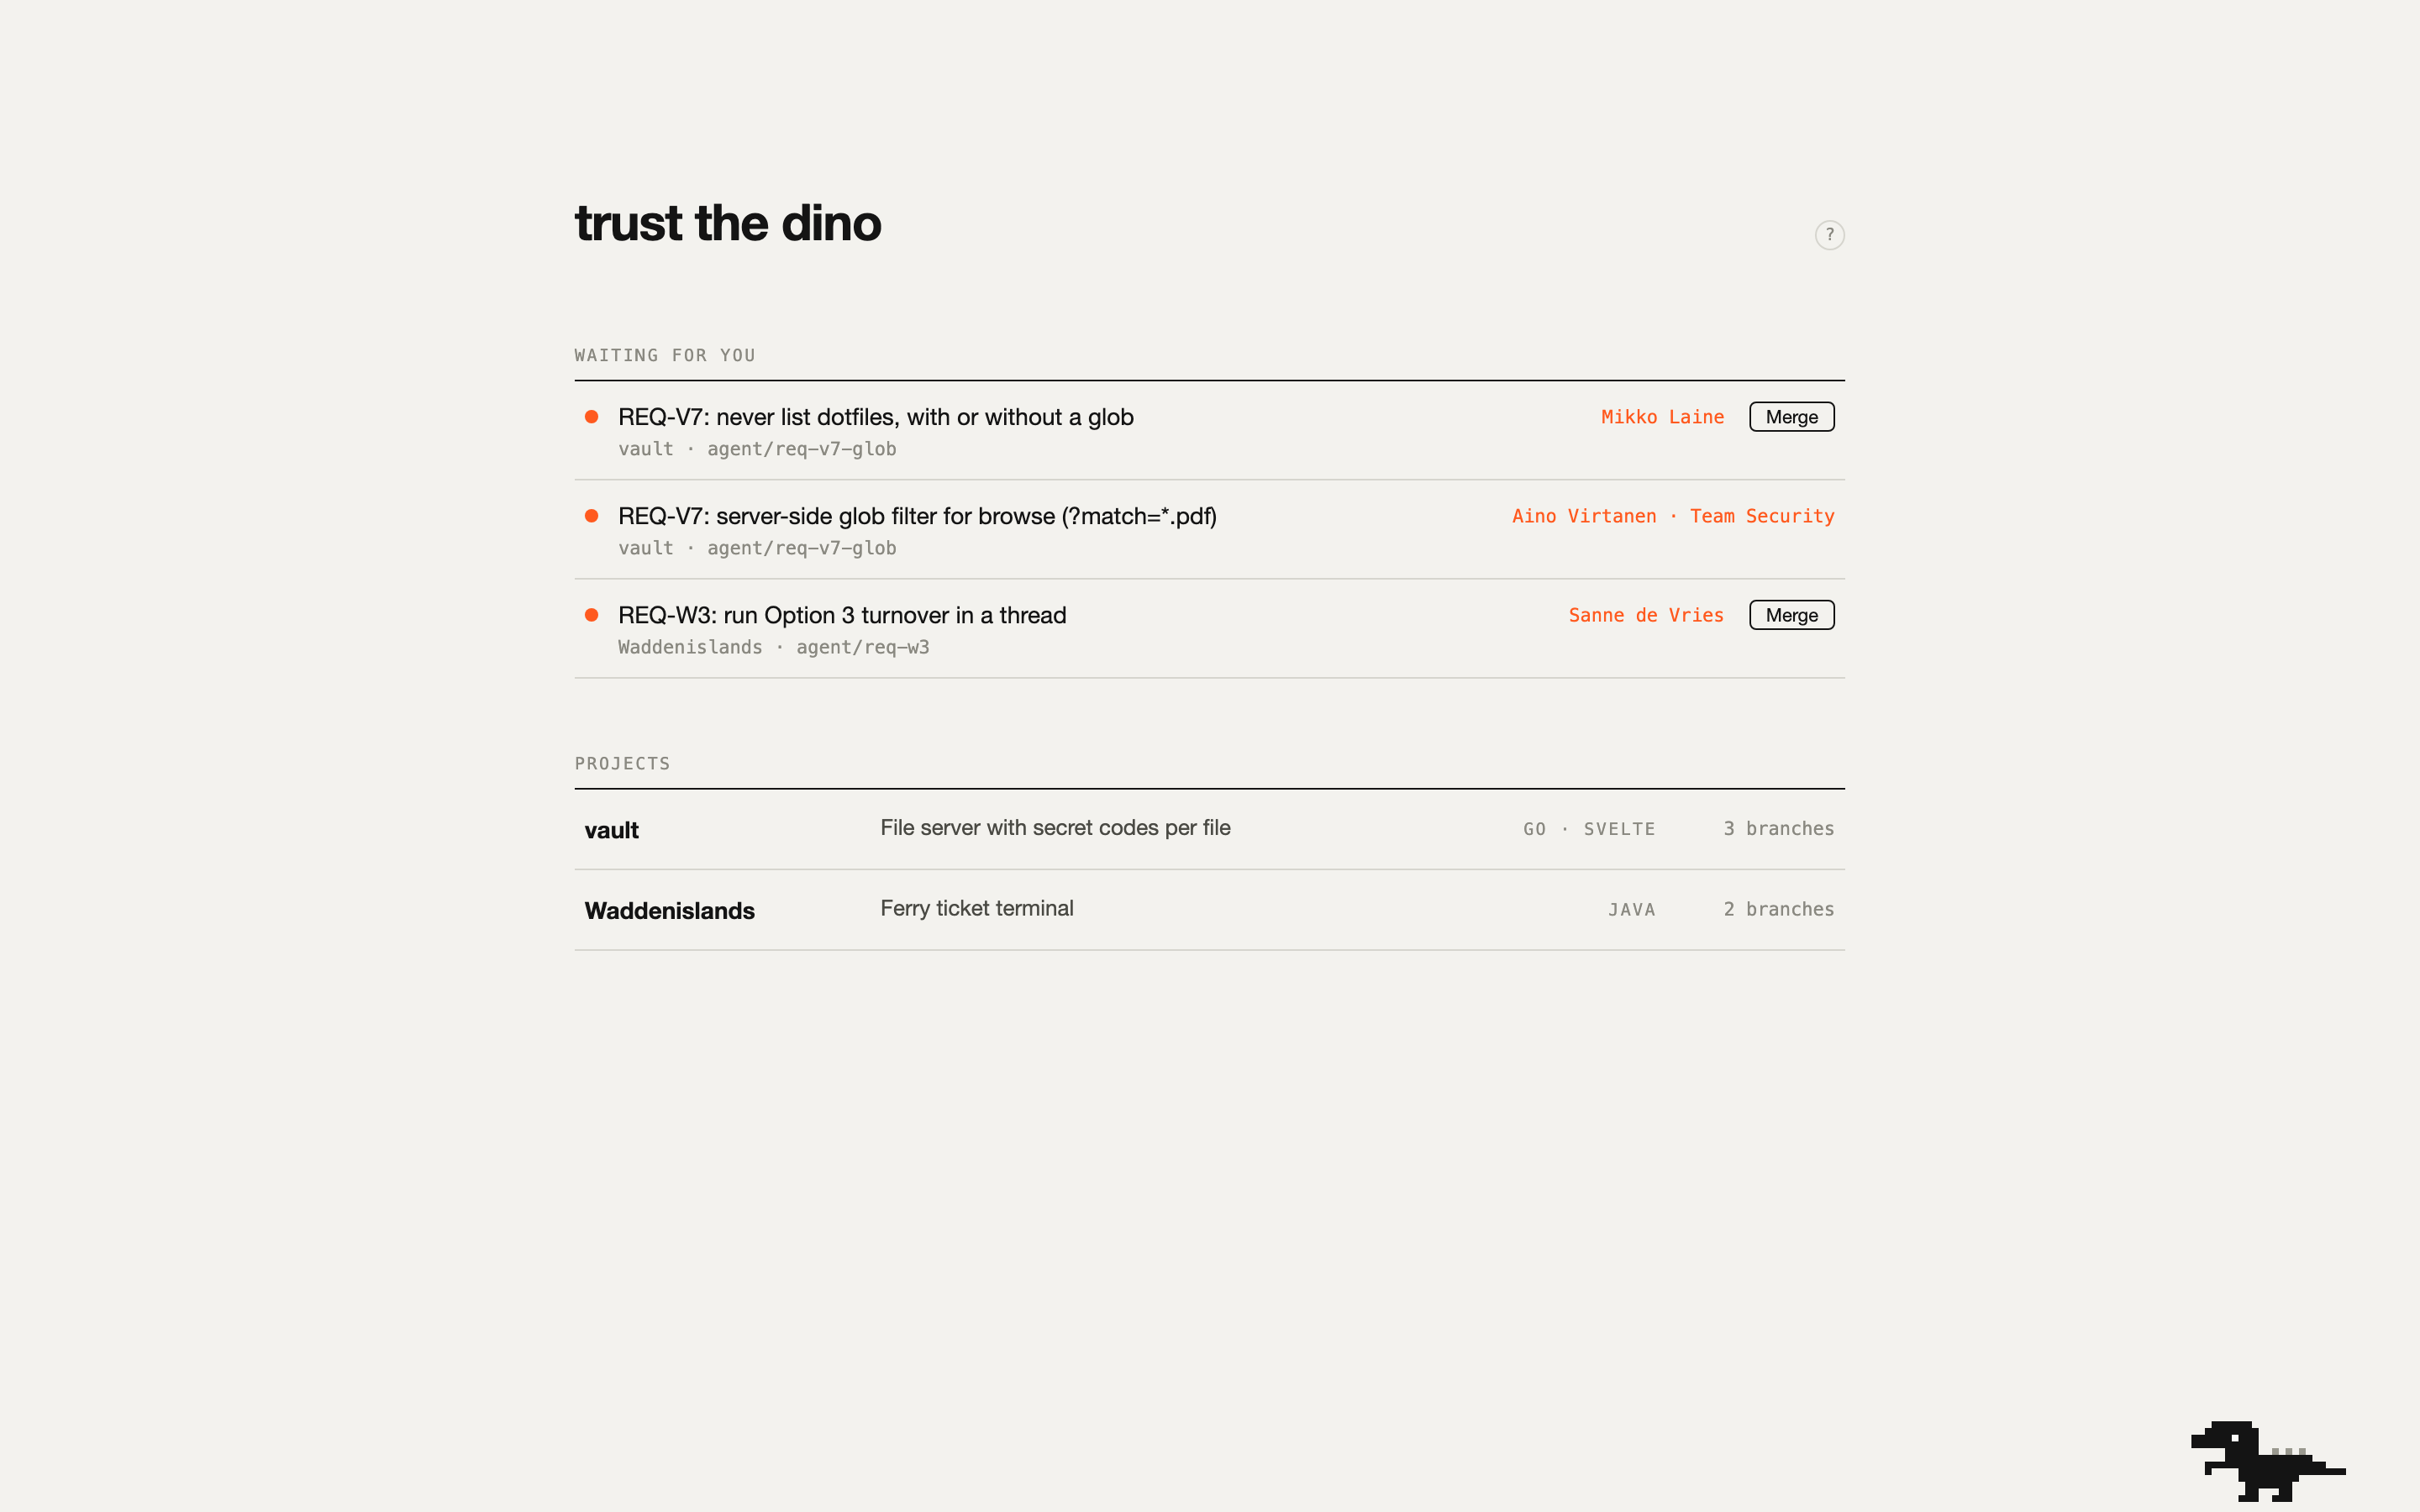 trust the dino
?
WAITING FOR YOU
REQ-V7: never list dotfiles, with or without a glob
Mikko Laine
Merge
vault · agent/req-v7-glob
REQ-V7: server-side glob filter for browse (?match=*.pdf)
Aino Virtanen · Team Security
vault · agent/req-v7-glob
REQ-W3: run Option 3 turnover in a thread
Sanne de Vries
Merge
Waddenislands · agent/req-w3
PROJECTS
vault
File server with secret codes per file
GO · SVELTE
3 branches
Waddenislands
Ferry ticket terminal
JAVA
2 branches